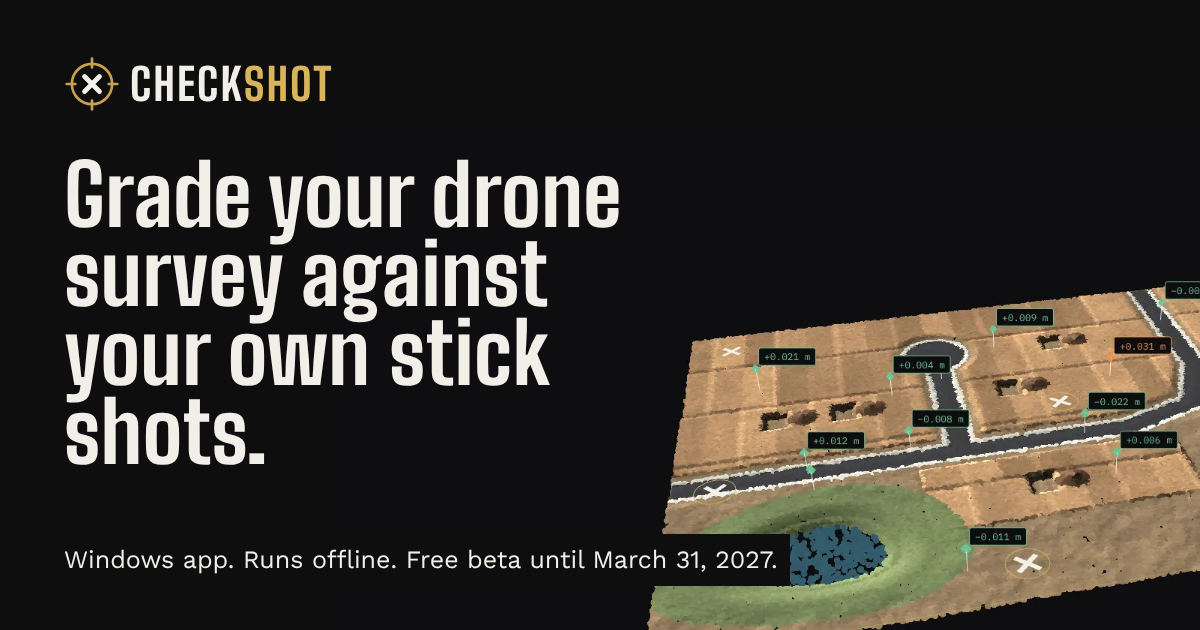 CHECKSHOT
Grade your drone
survey against
your own stick
shots.
Windows app. Runs offline. Free beta until March 31, 2027.
+0.009 m
+0.021 m
+0.004 m
+0.031 m
-0.022 m
-0.008 m
+0.012 m
+0.006 m
-0.011 m